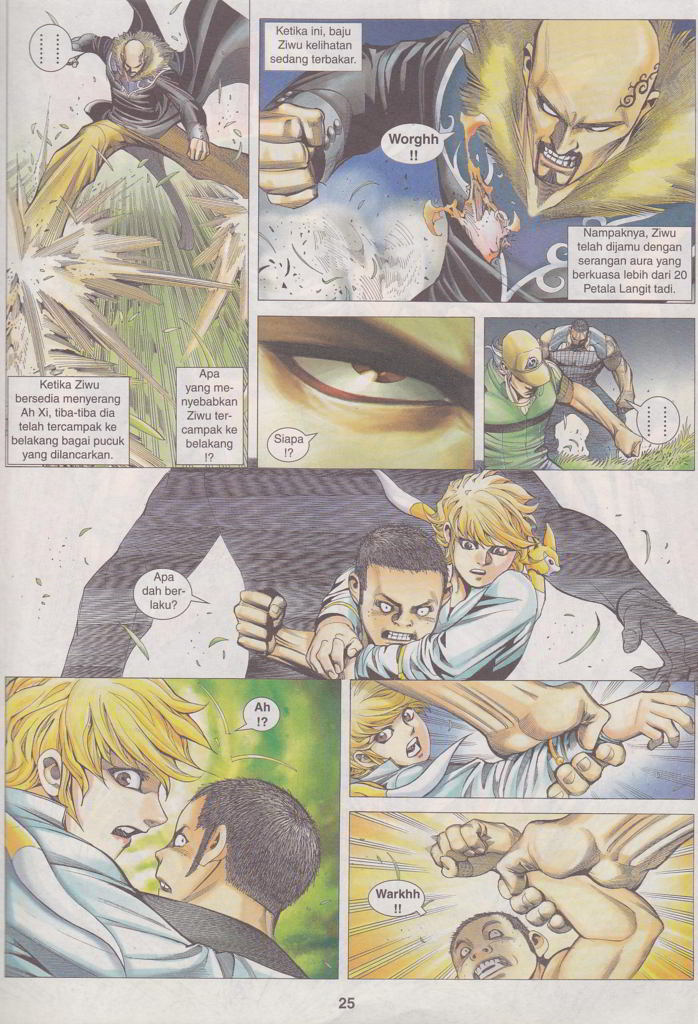 Ketika Ziwu
bersedia menyerang
Ah Xi, tiba-tiba dia
telah tercampak ke
belakang bagai pucuk
yang dilancarkan.
Apa
yang me-
nyebabkan
Ziwu ter-
campak ke
belakang
!?
Ketika ini, baju
Ziwu kelihatan
sedang terbakar.
Worghh
!!
Nampaknya, Ziwu
telah dijamu dengan
serangan aura yang
berkuasa lebih dari 20
Petala Langit tadi.
Siapa
!?
Apa
dah ber-
laku?
Ah
!?
Warkhh
!!
25